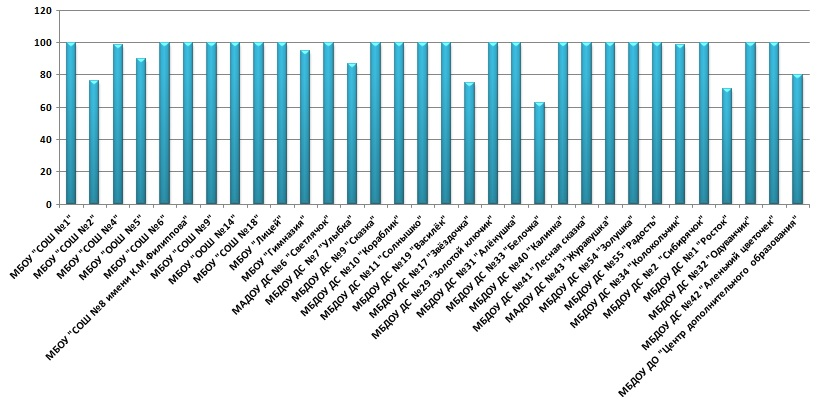 120
100
80
60
40
20
0
МБОУ "СОШ №1"
МБОУ "СОШ №2"
МБОУ "СОШ №4"
МБОУ "ООШ №5"
МБОУ "СОШ №6"
МБОУ "СОШ №8 имени К.М. Филиппова"
МБОУ "СОШ №9"
МБОУ "ООШ №14"
МБОУ "СОШ №18"
МБОУ "Лицей"
МБОУ "Гимназия"
МАДОУ ДС №6 "Светлячок"
МБДОУ ДС №7 "Улыбка"
МБДОУ ДС №9 "Сказка"
МБДОУ ДС №10 "Кораблик"
МБДОУ ДС №11 "Солнышко"
МБДОУ ДС №19 "Василёк"
МБДОУ ДС №17 "Звёздочка"
МБДОУ ДС №29 "Золотой ключик"
МБДОУ ДС №31 "Алёнушка"
МБДОУ ДС №33 "Белочка"
МБДОУ ДС №40 "Калинка"
МБДОУ ДС №41 "Лесная сказка"
МАДОУ ДС №43 "Журавушка"
МБДОУ ДС №54 "Золушка"
МБДОУ ДС №55 "Радость"
МБДОУ ДС №34 "Колокольчик"
МБДОУ ДС №2 "Сибирячок"
МБДОУ ДС №1 "Росток"
МБДОУ ДС №32 "Одуванчик"
МБДОУ ДС №42 "Аленький цветочек"
МБДОУ ДО "Центр дополнительного образования"